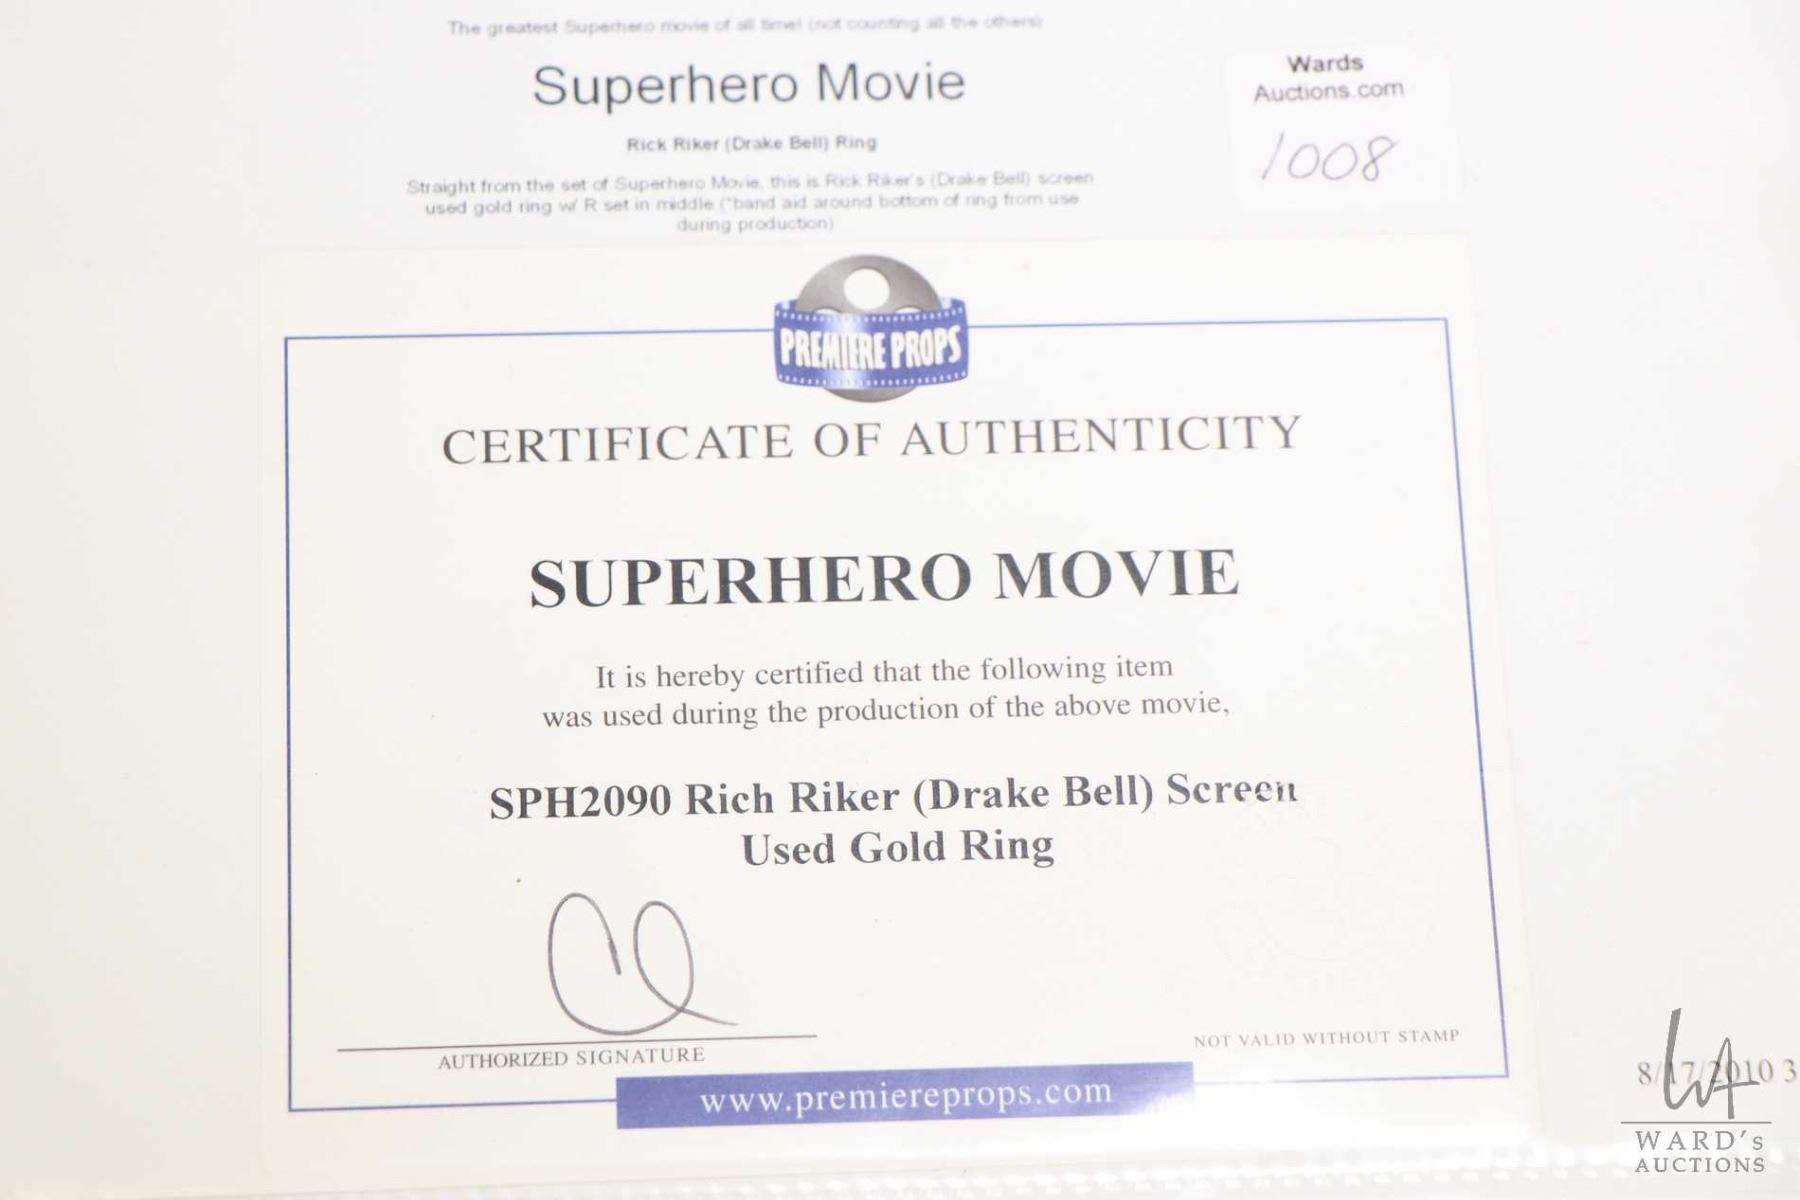 The greatest Superhero movie of all time! (not counting all the others)
Superhero Movie
Rick Riker (Drake Bell) Ring
Straight from the set of Superhero Movie, this is Rick Riker's (Drake Bell) screen
used gold ring w/ R set in middle (*band aid around bottom of ring from use
during production)
Wards
Auctions.com
1008
PREMIERE PROPS
CERTIFICATE OF AUTHENTICITY
SUPERHERO MOVIE
It is hereby certified that the following item
was used during the production of the above movie,
SPH2090 Rich Riker (Drake Bell) Screen
Used Gold Ring
AUTHORIZED SIGNATURE
NOT VALID WITHOUT STAMP
www.premiereprops.com
8/17/2010 3
WARD's
AUCTIONS